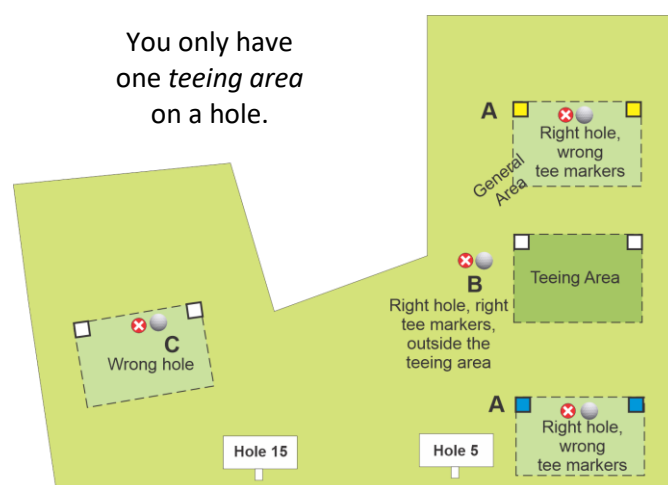 You only have
one teeing area
on a hole.
A
Right hole,
wrong
tee markers
General
Area
Teeing Area
B
Right hole, right
tee markers,
outside the
teeing area
C
Wrong hole
A
Right hole,
wrong
tee markers
Hole 15
Hole 5